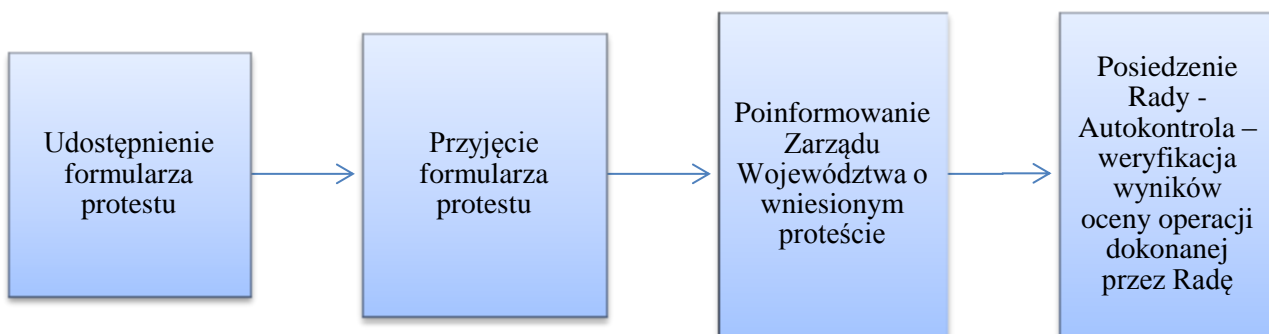 Udostępnienie
formularza
protestu
Przyjęcie
formularza
protestu
Poinformowanie
Zarządu
Województwa o
wniesionym
proteście
Posiedzenie
Rady -
Autokontrola –
weryfikacja
wyników
oceny operacji
dokonanej
przez Radę